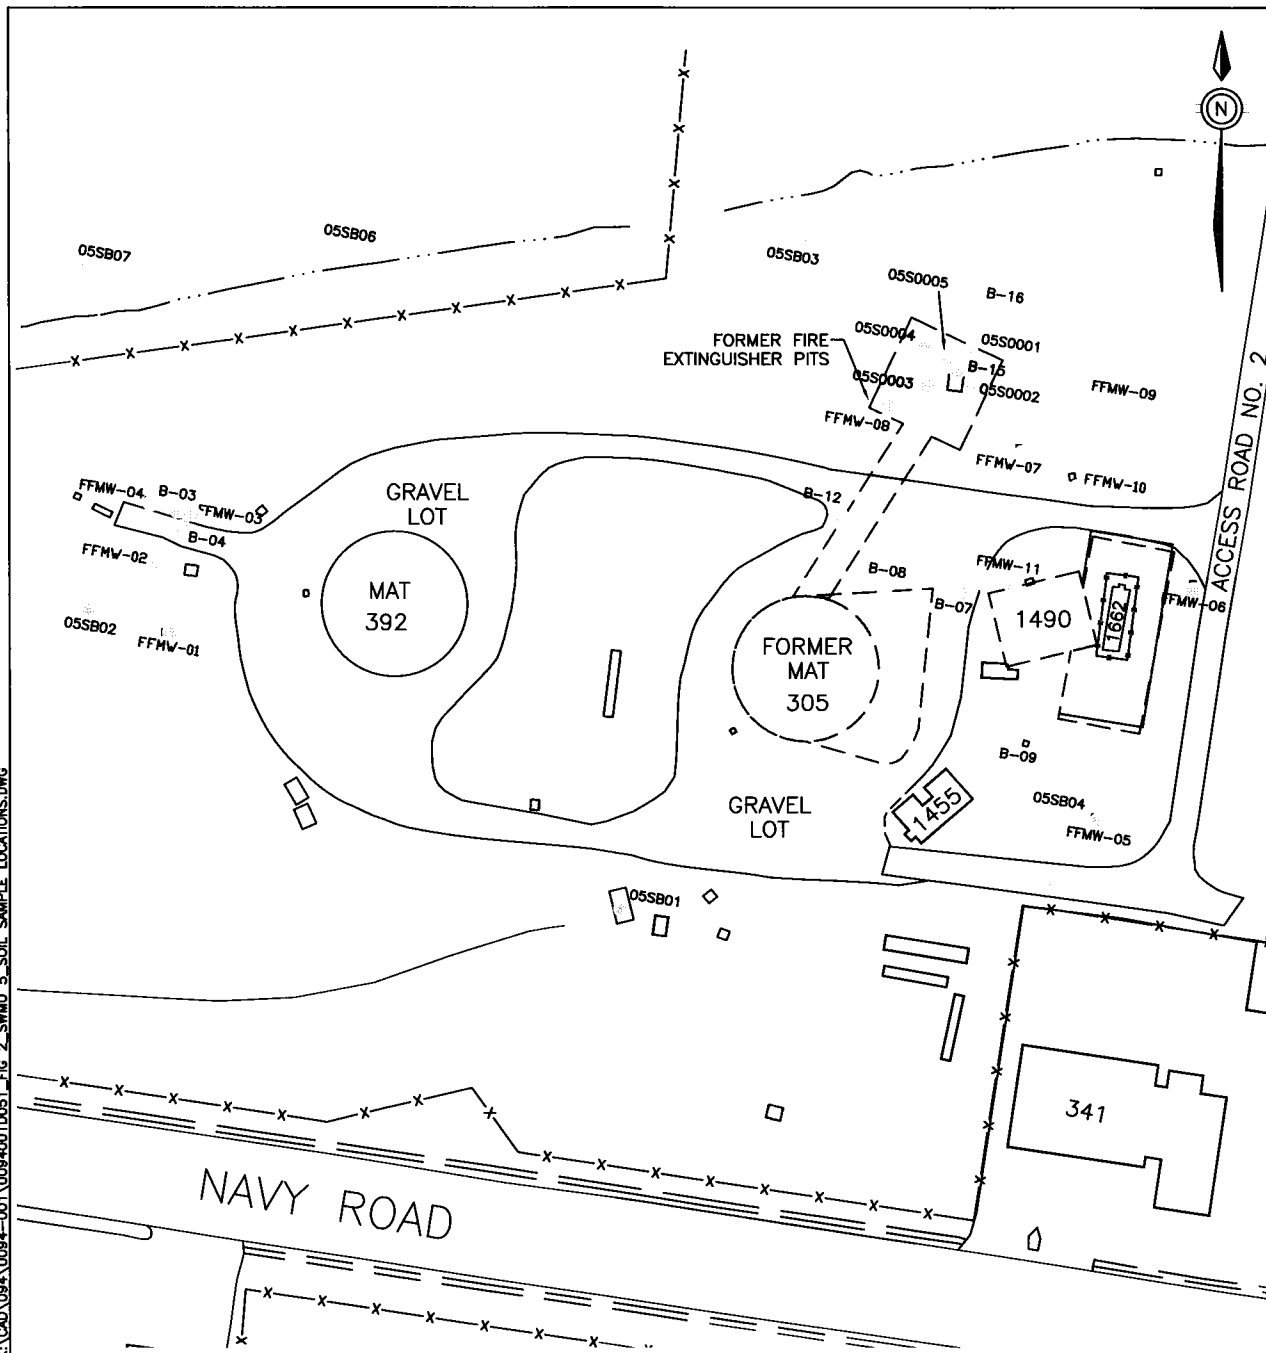 N
05SB07
05SB06
05SB03
05S0005
B-16
05S0004
FORMER FIRE
EXTINGUISHER PITS
05S0001
B-15
05S0003
05S0002
FFMW-09
FFMW-08
FFMW-07
FFMW-10
ACCESS ROAD NO. 2
FFMW-04
B-03
FFMW-03
B-04
GRAVEL
LOT
B-12
FFMW-02
MAT
392
B-08
FFMW-11
B-07
1490
1662
FFMW-06
05SB02
FFMW-01
FORMER
MAT
305
B-09
GRAVEL
LOT
1455
05SB04
FFMW-05
05SB01
341
NAVY ROAD